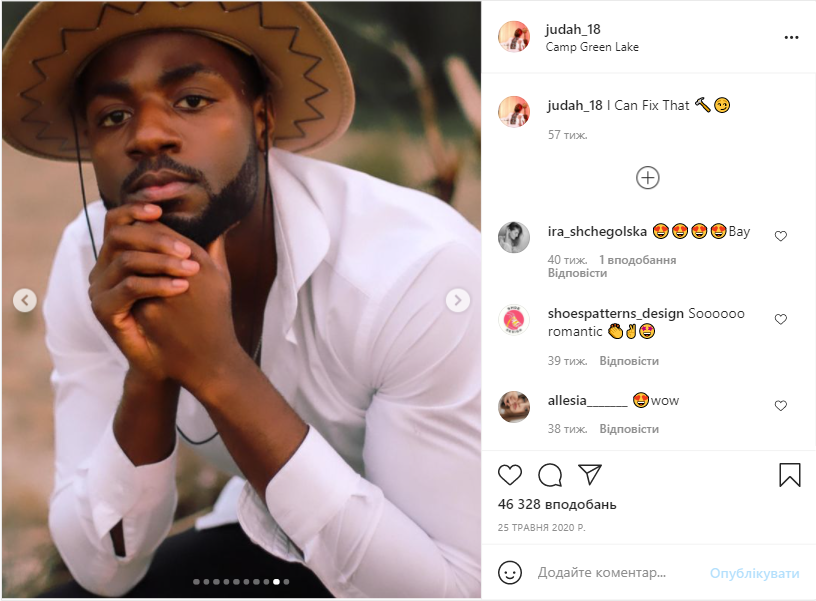 judah_18
Camp Green Lake
judah_18 I Can Fix That 🔨😏
57 тиж.
ira_shchegolska 🤩🤩🤩🤩Bay
40 тиж. 1 вподобання
Відповісти
shoespatterns_design Soooooo
romantic 👏✌️🤩
39 тиж. Відповісти
allesia_______ 🤩wow
38 тиж. Відповісти
46 328 вподобань
25 ТРАВНЯ 2020 Р.
Додайте коментар... Опублікувати